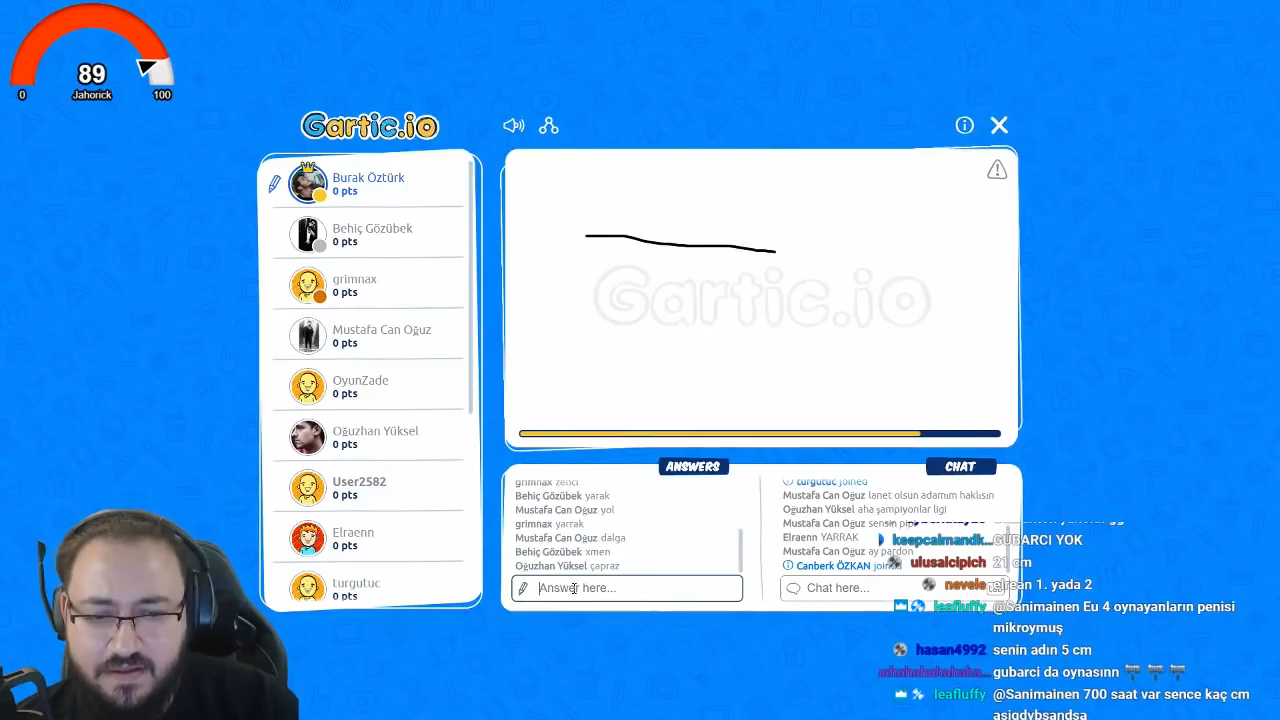 89
0
Jahorick
100
Gartic.io
Burak Öztürk
0 pts
Behiç Gözübek
0 pts
grimnax
0 pts
Mustafa Can Oğuz
0 pts
OyunZade
0 pts
Oğuzhan Yüksel
0 pts
User2582
0 pts
Elraenn
0 pts
turgutuc
0 pts
Gartic.io
ANSWERS
grimnax zenci
Behiç Gözübek yarak
Mustafa Can Oğuz yol
grimnax yarrak
Mustafa Can Oğuz dalga
Behiç Gözübek xmen
Oğuzhan Yüksel çapraz
Answer here...
CHAT
turgutuc joined
Mustafa Can Oğuz lanet olsun adamım haklısın
Oğuzhan Yüksel aha şampiyonlar ligi
Mustafa Can Oğuz sensin
Elraenn YARRAK
Mustafa Can Oğuz ay pardon
Canberk ÖZKAN
Chat here...
keepcalmandk... GUBARCI YOK
ulusalcipich 21 cm
nevele 1. yada 2
leafluffy @Sanimainen Eu 4 oynayanların penisi
mikroymuş
hasan4992 senin adın 5 cm
gubarci da oynasınn
leafluffy @Sanimainen 700 saat var sence kaç cm
asigdybsandsa